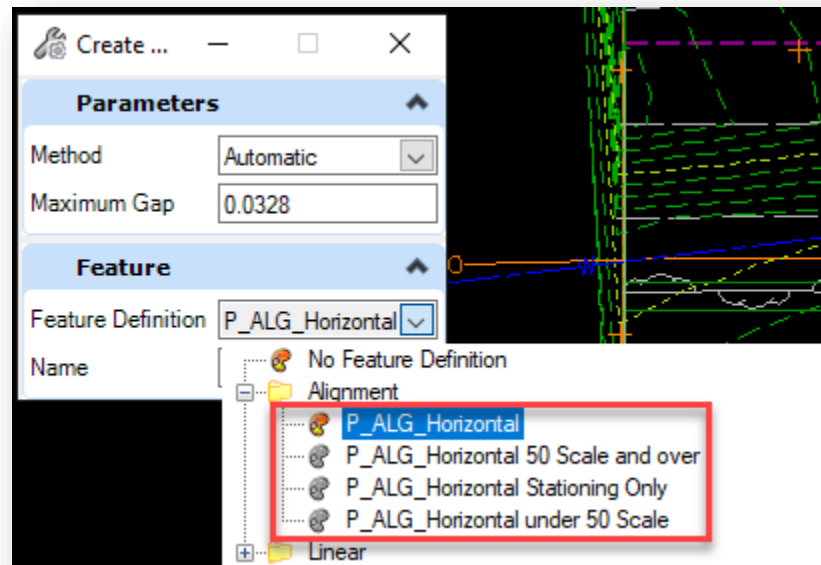 Create ...
Parameters
Method Automatic
Maximum Gap 0.0328
Feature
Feature Definition P_ALG_Horizontal
Name
No Feature Definition
Alignment
P_ALG_Horizontal
P_ALG_Horizontal 50 Scale and over
P_ALG_Horizontal Stationing Only
P_ALG_Horizontal under 50 Scale
Linear